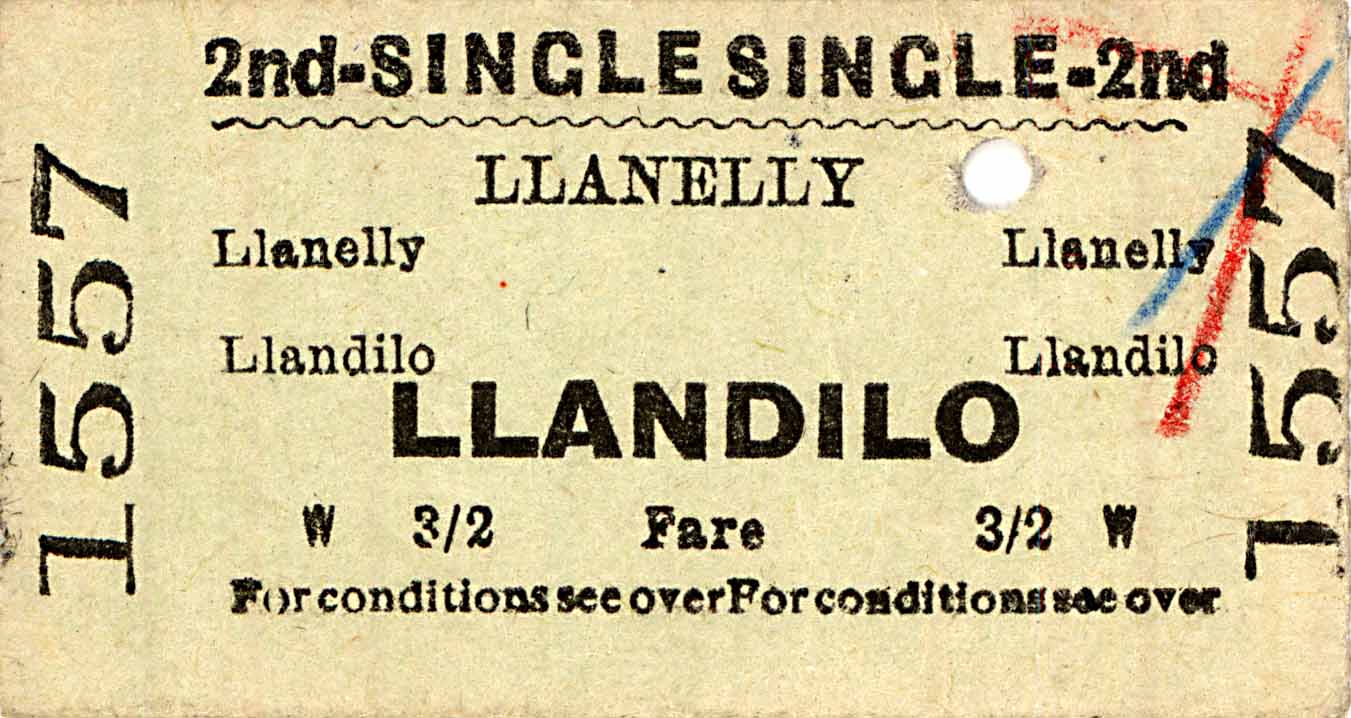 2nd-SINGLE SINGLE-2nd
LLANELLY
Llanelly Llanelly
Llandilo Llandilo
LLANDILO
W 3/2 Fare 3/2 W
For conditions see over For conditions see over
1557
1557